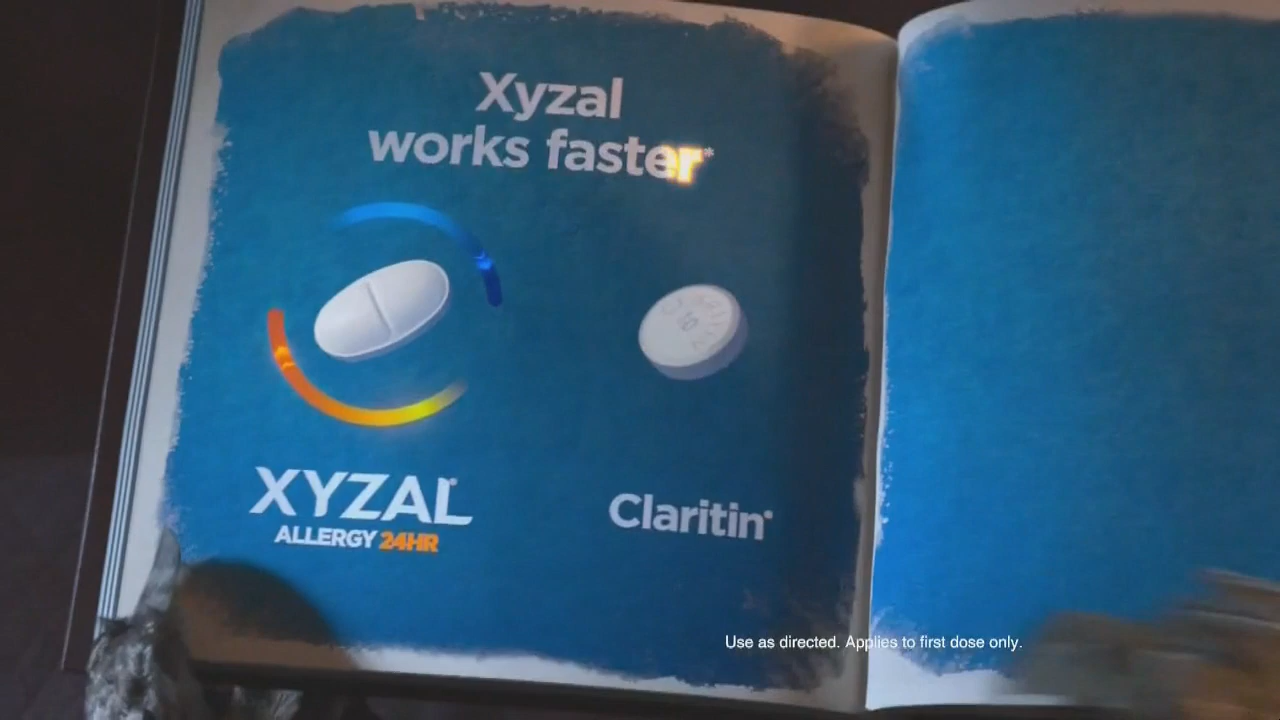 Xyzal
works faster*
XYZAL®
ALLERGY 24HR
Claritin®
Use as directed. Applies to first dose only.